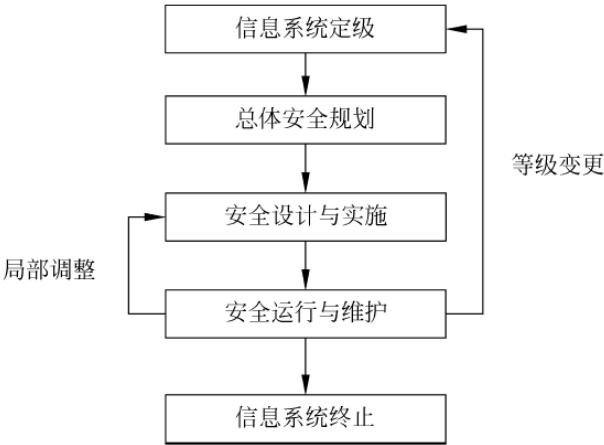 信息系统定级
总体安全规划
等级变更
安全设计与实施
局部调整
安全运行与维护
信息系统终止